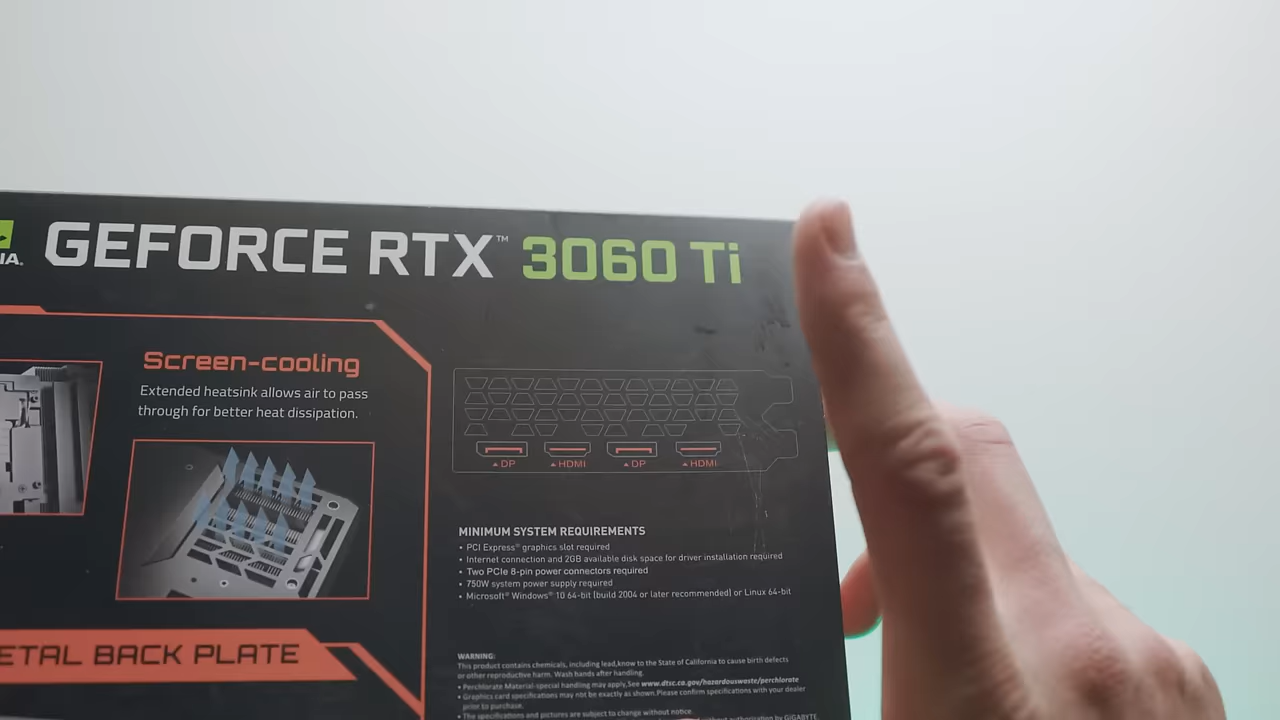 IA.
GEFORCE RTX™ 3060 Ti
Screen-cooling
Extended heatsink allows air to pass
through for better heat dissipation.
DP HDMI DP HDMI
ETAL BACK PLATE
MINIMUM SYSTEM REQUIREMENTS
• PCI Express® graphics slot required
• Internet connection and 2GB available disk space for driver installation required
• Two PCIe 8-pin power connectors required
• 750W system power supply required
• Microsoft® Windows® 10 64-bit (build 2004 or later recommended) or Linux 64-bit
WARNING:
This product contains chemicals, including lead,know to the State of California to cause birth defects
or other reproductive harm. Wash hands after handling.
• Perchlorate Material-special handling may apply,See www.dtsc.ca.gov/hazardouswaste/perchlorate
• Graphics card specifications may not be exactly as shown.Please confirm specifications with your dealer
prior to purchase.
• The specifications and pictures are subject to change without notice.
without authorisation by GIGABYTE.